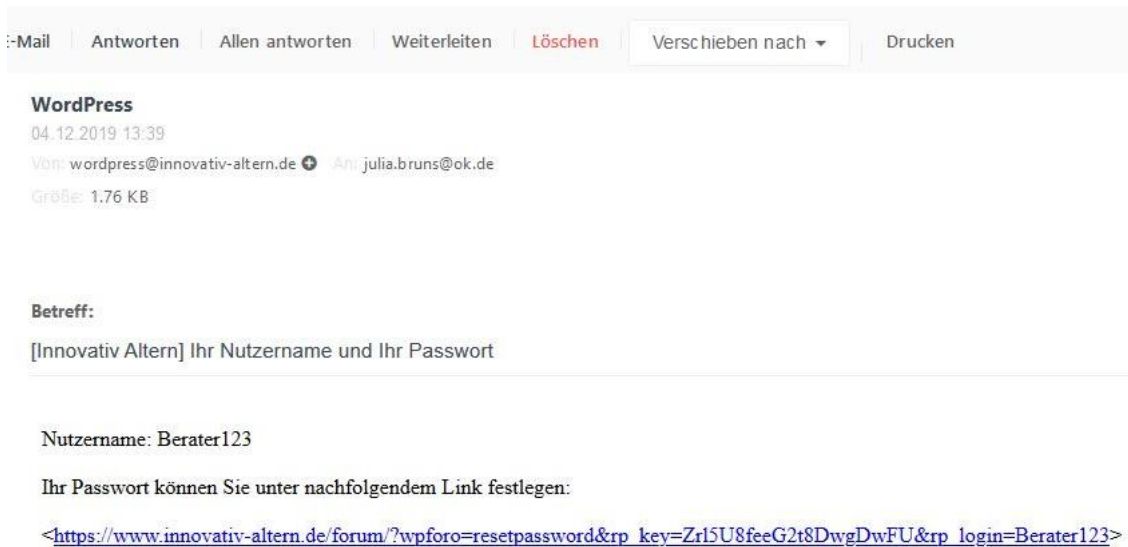 E-Mail Antworten Allen antworten Weiterleiten Löschen Verschieben nach Drucken
WordPress
04.12.2019 13:39
Von: wordpress@innovativ-altern.de An: julia.bruns@ok.de
Größe: 1.76 KB
Betreff:
[Innovativ Altern] Ihr Nutzername und Ihr Passwort
Nutzername: Berater123
Ihr Passwort können Sie unter nachfolgendem Link festlegen:
<https://www.innovativ-altern.de/forum/?wpforo=resetpassword&rp_key=Zrl5U8feeG2t8DwgDwFU&rp_login=Berater123>